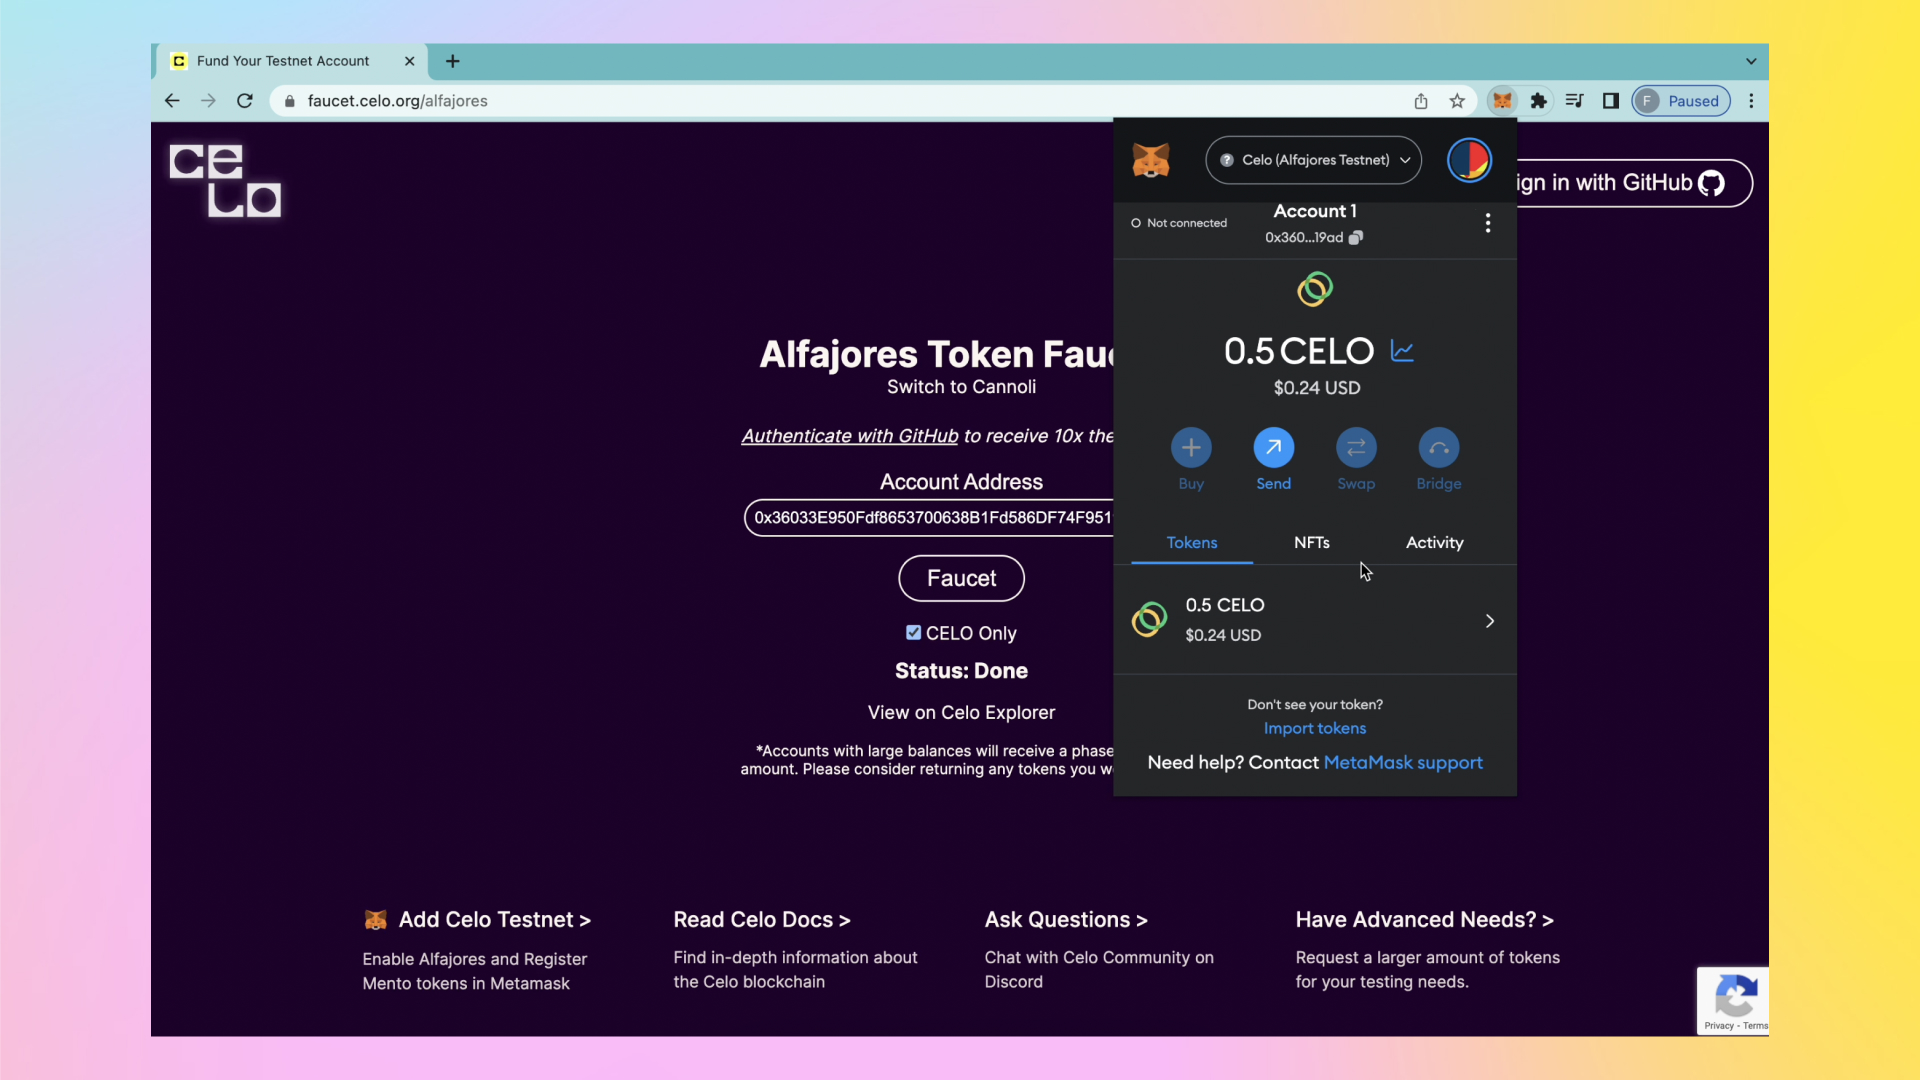 Fund Your Testnet Account
faucet.celo.org/alfajores
F Paused
CELO
Celo (Alfajores Testnet)
ign in with GitHub
Not connected
Account 1
0x360...19ad
0.5 CELO
$0.24 USD
Buy
Send
Swap
Bridge
Tokens
NFTs
Activity
0.5 CELO
$0.24 USD
Don't see your token?
Import tokens
Need help? Contact MetaMask support
Alfajores Token Fauc
Switch to Cannoli
Authenticate with GitHub to receive 10x the
Account Address
0x36033E950Fdf8653700638B1Fd586DF74F951
Faucet
CELO Only
Status: Done
View on Celo Explorer
*Accounts with large balances will receive a phase
amount. Please consider returning any tokens you w
Add Celo Testnet >
Enable Alfajores and Register
Mento tokens in Metamask
Read Celo Docs >
Find in-depth information about
the Celo blockchain
Ask Questions >
Chat with Celo Community on
Discord
Have Advanced Needs? >
Request a larger amount of tokens
for your testing needs.
Privacy - Terms